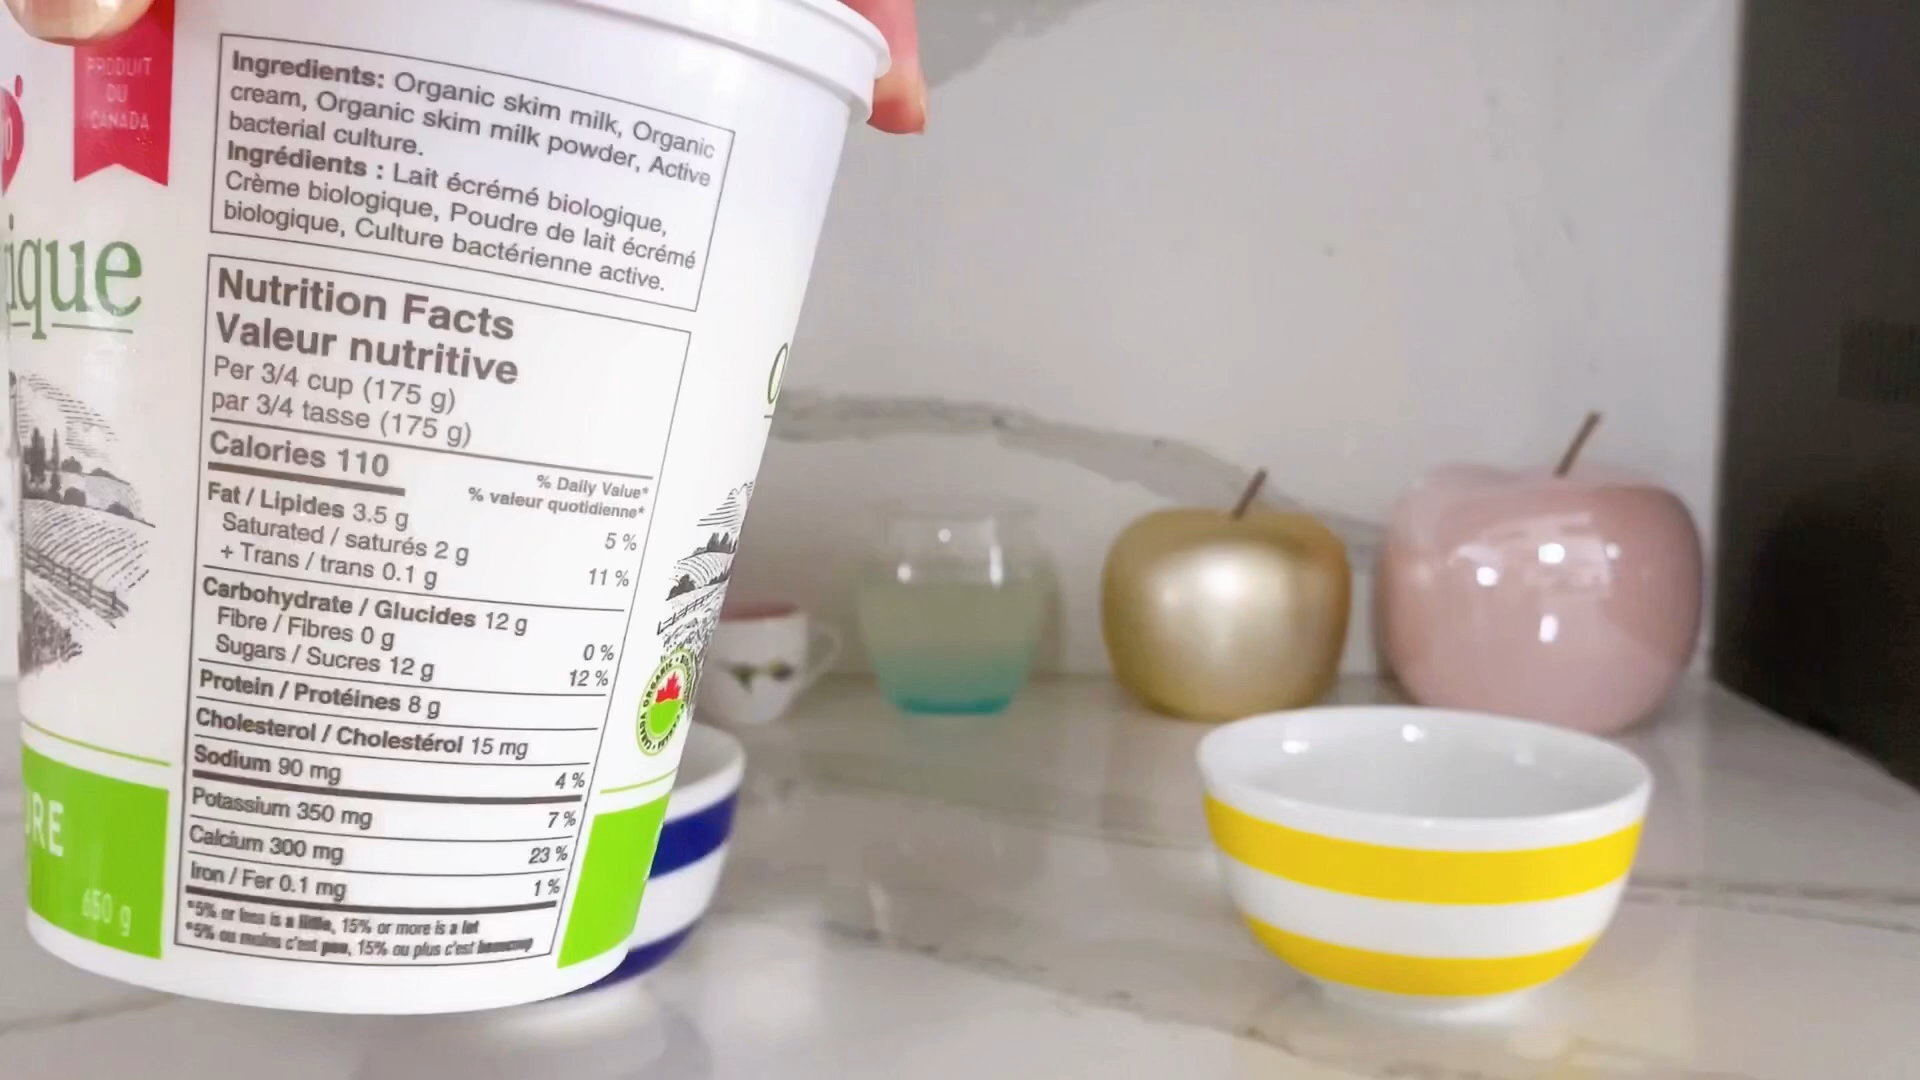 PRODUIT
DU
CANADA
ique
RE
650 g
Ingredients: Organic skim milk, Organic
cream, Organic skim milk powder, Active
bacterial culture.
Ingrédients : Lait écrémé biologique,
Crème biologique, Poudre de lait écrémé
biologique, Culture bactérienne active.
Nutrition Facts
Valeur nutritive
Per 3/4 cup (175 g)
par 3/4 tasse (175 g)
Calories 110
% Daily Value*
% valeur quotidienne*
Fat / Lipides 3.5 g 5 %
Saturated / saturés 2 g
+ Trans / trans 0.1 g 11 %
Carbohydrate / Glucides 12 g
Fibre / Fibres 0 g 0 %
Sugars / Sucres 12 g 12 %
Protein / Protéines 8 g
Cholesterol / Cholestérol 15 mg
Sodium 90 mg 4 %
Potassium 350 mg 7 %
Calcium 300 mg 23 %
Iron / Fer 0.1 mg 1 %
*5% or less is a little, 15% or more is a lot
*5% ou moins c'est peu, 15% ou plus c'est beaucoup
CANADA ORGANIC